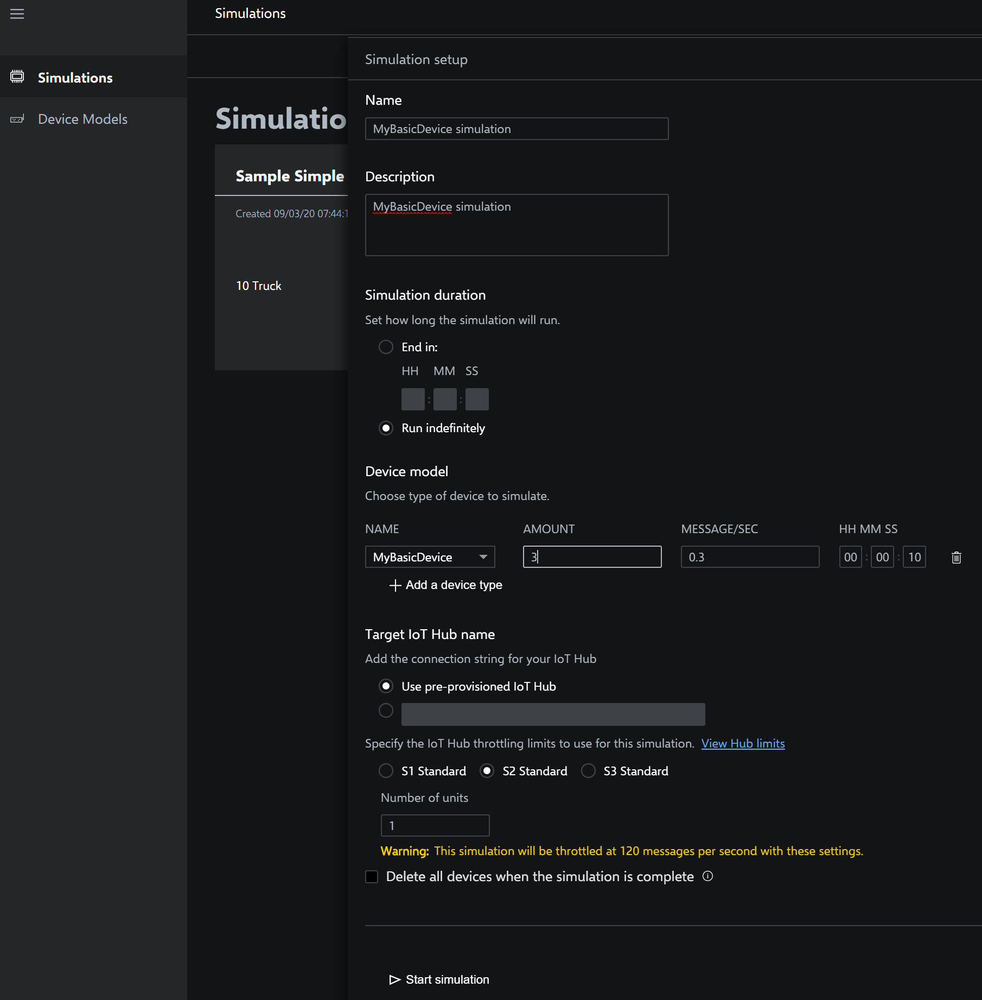 Simulations
Simulations
Device Models
Simulatio
Sample Simple
Created 09/03/20 07:44:1
10 Truck
Simulation setup
Name
MyBasicDevice simulation
Description
MyBasicDevice simulation
Simulation duration
Set how long the simulation will run.
End in:
HH MM SS
: :
Run indefinitely
Device model
Choose type of device to simulate.
NAME AMOUNT MESSAGE/SEC HH MM SS
MyBasicDevice 3 0.3 00 : 00 : 10
Add a device type
Target IoT Hub name
Add the connection string for your IoT Hub
Use pre-provisioned IoT Hub
Specify the IoT Hub throttling limits to use for this simulation. View Hub limits
S1 Standard S2 Standard S3 Standard
Number of units
1
Warning: This simulation will be throttled at 120 messages per second with these settings.
Delete all devices when the simulation is complete
Start simulation